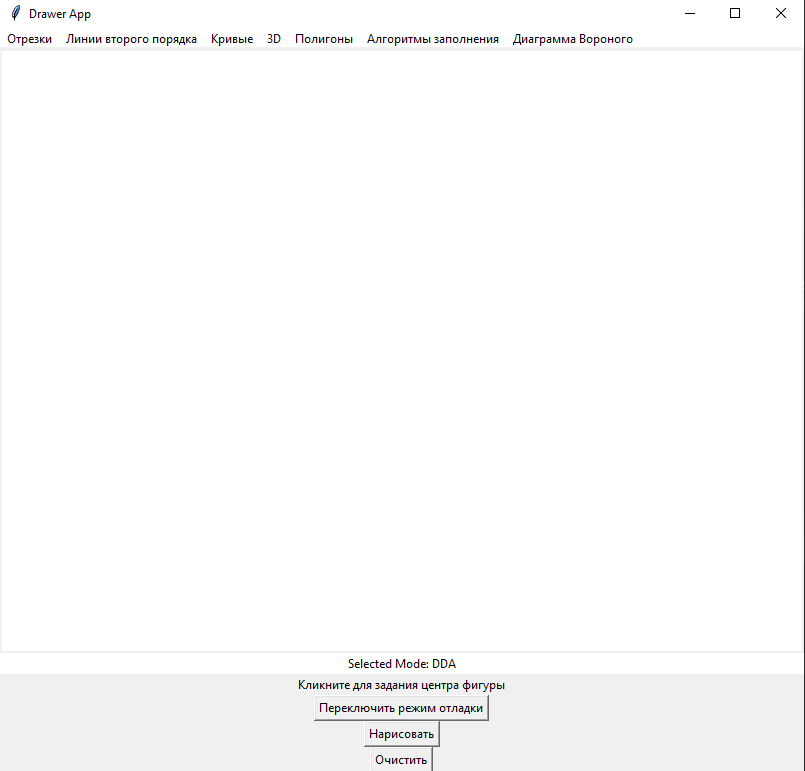 Drawer App
Отрезки Линии второго порядка Кривые 3D Полигоны Алгоритмы заполнения Диаграмма Вороного
Selected Mode: DDA
Кликните для задания центра фигуры
Переключить режим отладки
Нарисовать
Очистить